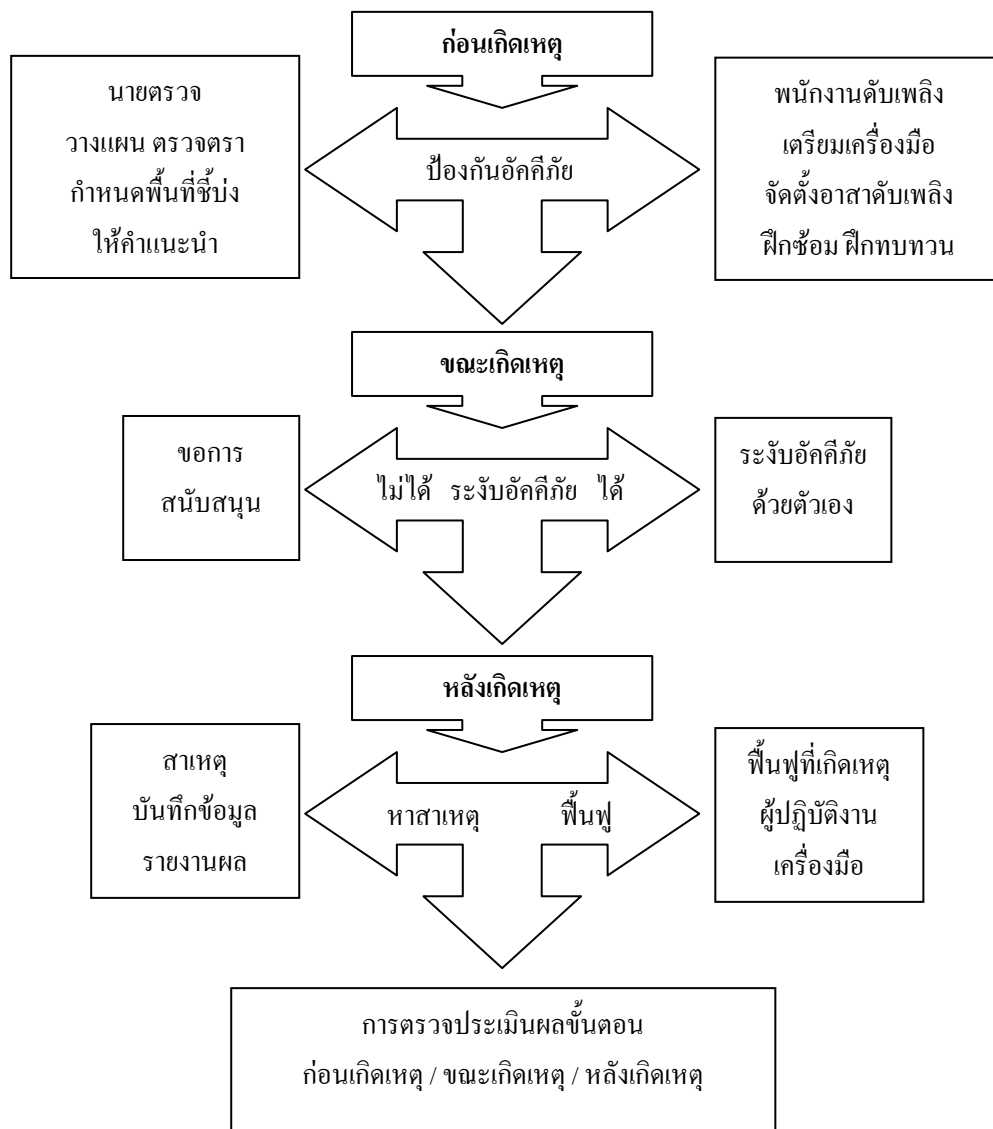 ก่อนเกิดเหตุ
นายตรวจ
วางแผน ตรวจตรา
กำหนดพื้นที่ชี้บ่ง
ให้คำแนะนำ
ป้องกันอัคคีภัย
พนักงานดับเพลิง
เตรียมเครื่องมือ
จัดตั้งอาสาดับเพลิง
ฝึกซ้อม ฝึกทบทวน
ขณะเกิดเหตุ
ขอการ
สนับสนุน
ไม่ได้ ระงับอัคคีภัย ได้
ระงับอัคคีภัย
ด้วยตัวเอง
หลังเกิดเหตุ
สาเหตุ
บันทึกข้อมูล
รายงานผล
หาสาเหตุ ฟื้นฟู
ฟื้นฟูที่เกิดเหตุ
ผู้ปฏิบัติงาน
เครื่องมือ
การตรวจประเมินผลขั้นตอน
ก่อนเกิดเหตุ / ขณะเกิดเหตุ / หลังเกิดเหตุ